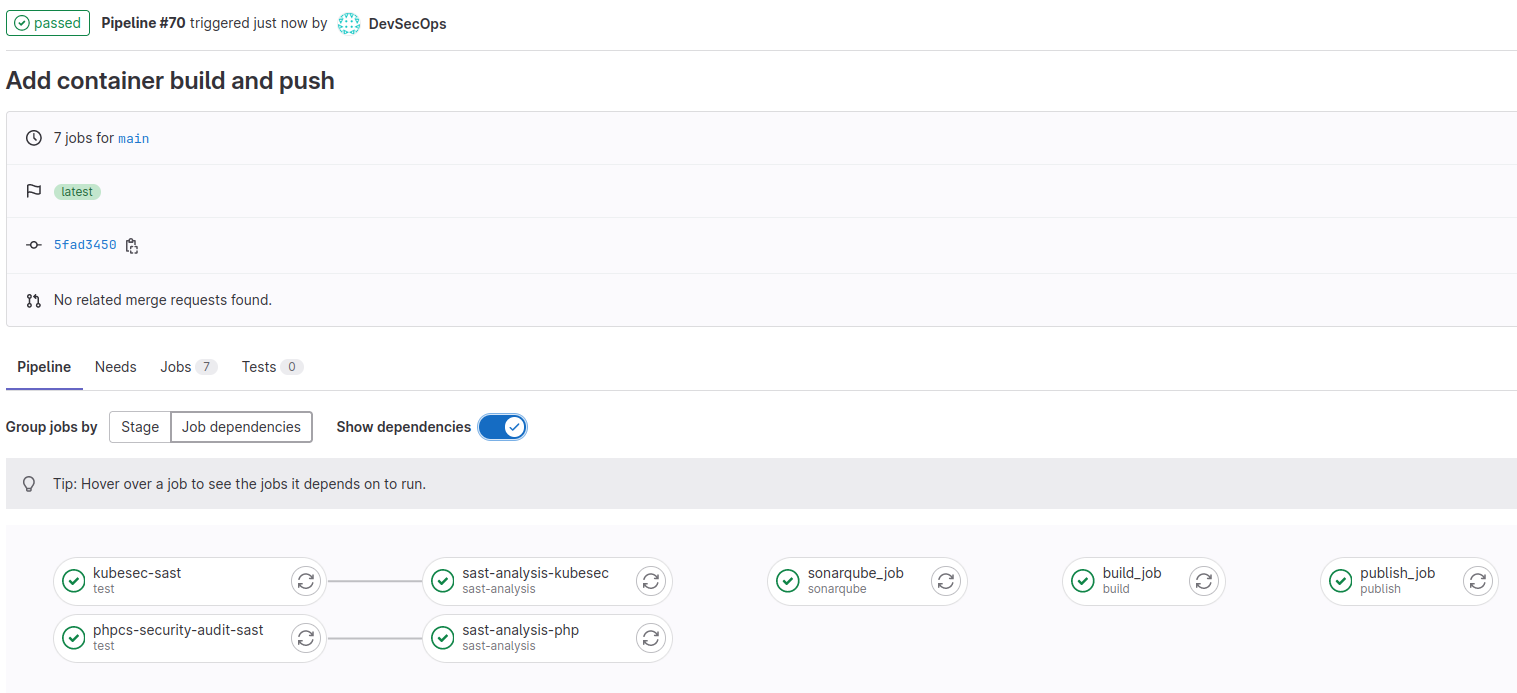 passed Pipeline #70 triggered just now by DevSecOps
Add container build and push
7 jobs for main
latest
5fad3450
No related merge requests found.
Pipeline Needs Jobs 7 Tests 0
Group jobs by Stage Job dependencies Show dependencies
Tip: Hover over a job to see the jobs it depends on to run.
kubesec-sast
test
sast-analysis-kubesec
sast-analysis
sonarqube_job
sonarqube
build_job
build
publish_job
publish
phpcs-security-audit-sast
test
sast-analysis-php
sast-analysis